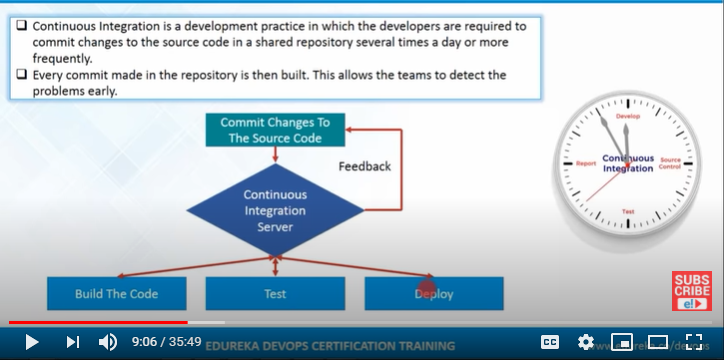 Continuous Integration is a development practice in which the developers are required to
commit changes to the source code in a shared repository several times a day or more
frequently.
Every commit made in the repository is then built. This allows the teams to detect the
problems early.
Commit Changes To
The Source Code
Feedback
Continuous
Integration
Server
Build The Code
Test
Deploy
Develop
Continuous
Integration
Report
Source
Control
Test
SUBS
CRIBE
e!
9:06 / 35:49
EDUREKA DEVOPS CERTIFICATION TRAINING
CC